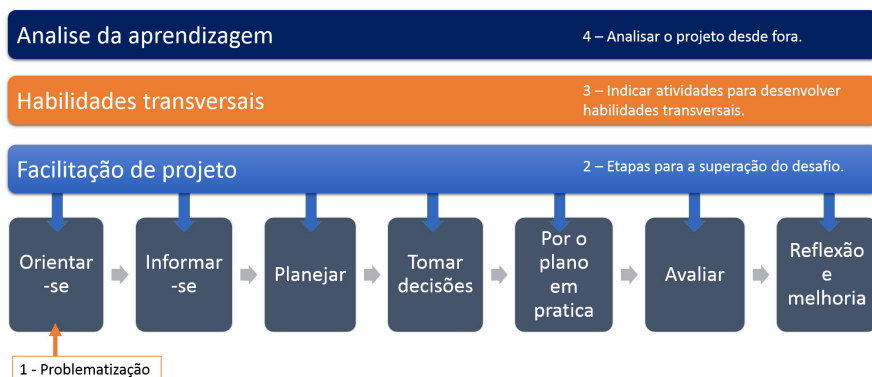 Analise da aprendizagem
4 – Analisar o projeto desde fora.
Habilidades transversais
3 – Indicar atividades para desenvolver
habilidades transversais.
Facilitação de projeto
2 – Etapas para a superação do desafio.
Orientar
-se
Informar
-se
Planejar
Tomar
decisões
Por o
plano
em
pratica
Avaliar
Reflexão
e
melhoria
1 - Problematização